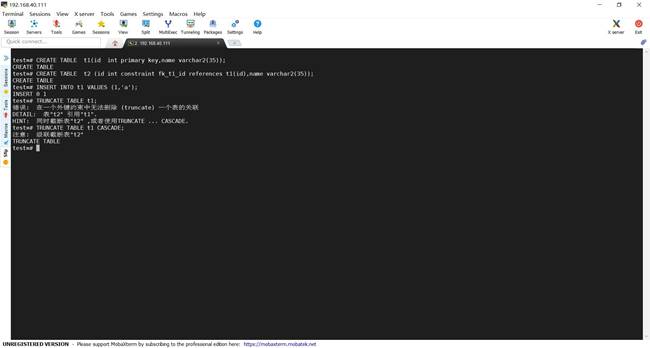 192.168.40.111
Terminal Sessions View X server Tools Games Settings Macros Help
Session Servers Tools Games Sessions View Split MultiExec Tunneling Packages Settings Help X server Exit
Quick connect...
2. 192.168.40.111
Sessions
Tools
Macros
Sftp
test=# CREATE TABLE t1(id int primary key,name varchar2(35));
CREATE TABLE
test=# CREATE TABLE t2 (id int constraint fk_t1_id references t1(id),name varchar2(35));
CREATE TABLE
test=# INSERT INTO t1 VALUES (1,'a');
INSERT 0 1
test=# TRUNCATE TABLE t1;
错误: 在一个外键约束中无法删除 (truncate) 一个表的关联
DETAIL: 表"t2" 引用"t1".
HINT: 同时截断表"t2" ,或者使用TRUNCATE ... CASCADE.
test=# TRUNCATE TABLE t1 CASCADE;
注意: 级联截断表"t2"
TRUNCATE TABLE
test=#
UNREGISTERED VERSION - Please support MobaXterm by subscribing to the professional edition here: https://mobaxterm.mobatek.net